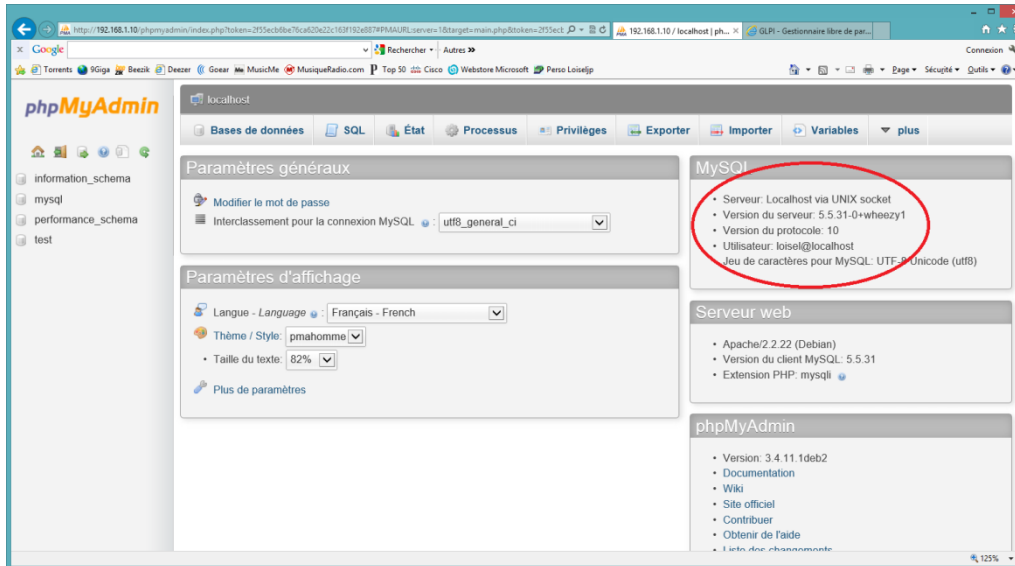 http://192.168.1.10/phpmyadmin/index.php?token=2f55ecb6be76ca620e22c163f192e887#PMAURL:server=1&target=main.php&token=2f55ect
192.168.1.10 / localhost | ph...
GLPI - Gestionnaire libre de par...
x Google
Rechercher
Autres »
Connexion
Torrents
9Giga
Beezik
Deezer
Goear
MusicMe
MusiqueRadio.com
Top 50
Cisco
Webstore Microsoft
Perso Loiseljp
Page
Sécurité
Outils
phpMyAdmin
information_schema
mysql
performance_schema
test
localhost
Bases de données
SQL
État
Processus
Privilèges
Exporter
Importer
Variables
plus
Paramètres généraux
Modifier le mot de passe
Interclassement pour la connexion MySQL : utf8_general_ci
Paramètres d'affichage
Langue - Language : Français - French
Thème / Style: pmahomme
• Taille du texte: 82%
Plus de paramètres
MySQL
• Serveur: Localhost via UNIX socket
• Version du serveur: 5.5.31-0+wheezy1
• Version du protocole: 10
• Utilisateur: loisel@localhost
Jeu de caractères pour MySQL: UTF-8 Unicode (utf8)
Serveur web
• Apache/2.2.22 (Debian)
• Version du client MySQL: 5.5.31
• Extension PHP: mysqli
phpMyAdmin
• Version: 3.4.11.1deb2
• Documentation
• Wiki
• Site officiel
• Contribuer
• Obtenir de l'aide
• Liste des changements
125%